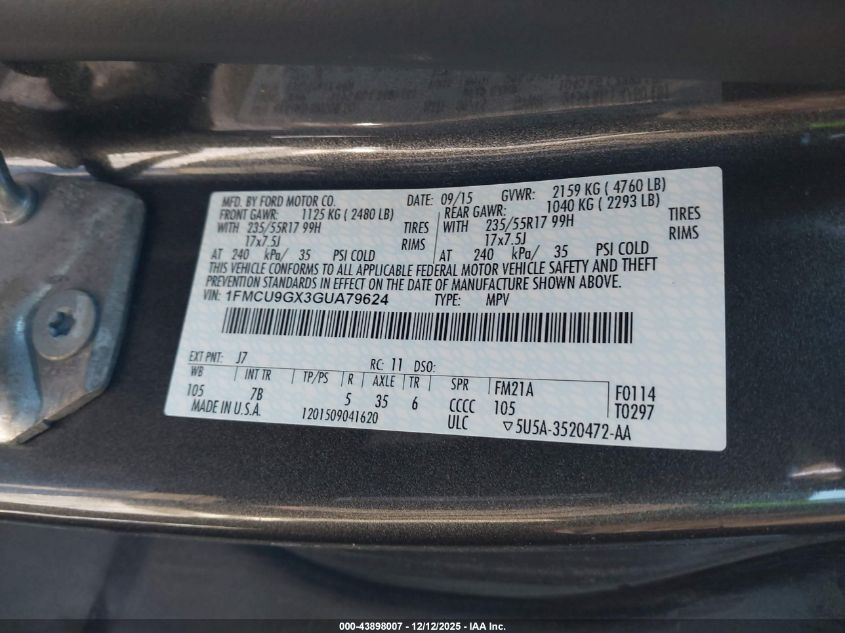 MFD. BY FORD MOTOR CO. DATE: 09/15 GVWR: 2159 KG ( 4760 LB)
FRONT GAWR: 1125 KG ( 2480 LB) REAR GAWR: 1040 KG ( 2293 LB)
WITH 235/55R17 99H TIRES WITH 235/55R17 99H TIRES
17x7.5J RIMS 17x7.5J RIMS
AT 240 kPa/ 35 PSI COLD AT 240 kPa/ 35 PSI COLD
THIS VEHICLE CONFORMS TO ALL APPLICABLE FEDERAL MOTOR VEHICLE SAFETY AND THEFT
PREVENTION STANDARDS IN EFFECT ON THE DATE OF MANUFACTURE SHOWN ABOVE.
VIN: 1FMCU9GX3GUA79624 TYPE: MPV
EXT PNT: J7 RC: 11 DSO:
WB INT TR TP/PS R AXLE TR SPR FM21A F0114
105 7B 5 35 6 CCCC 105 T0297
MADE IN U.S.A. 1201509041620 ULC ▽5U5A-3520472-AA
000-43898007 - 12/12/2025 - IAA Inc.